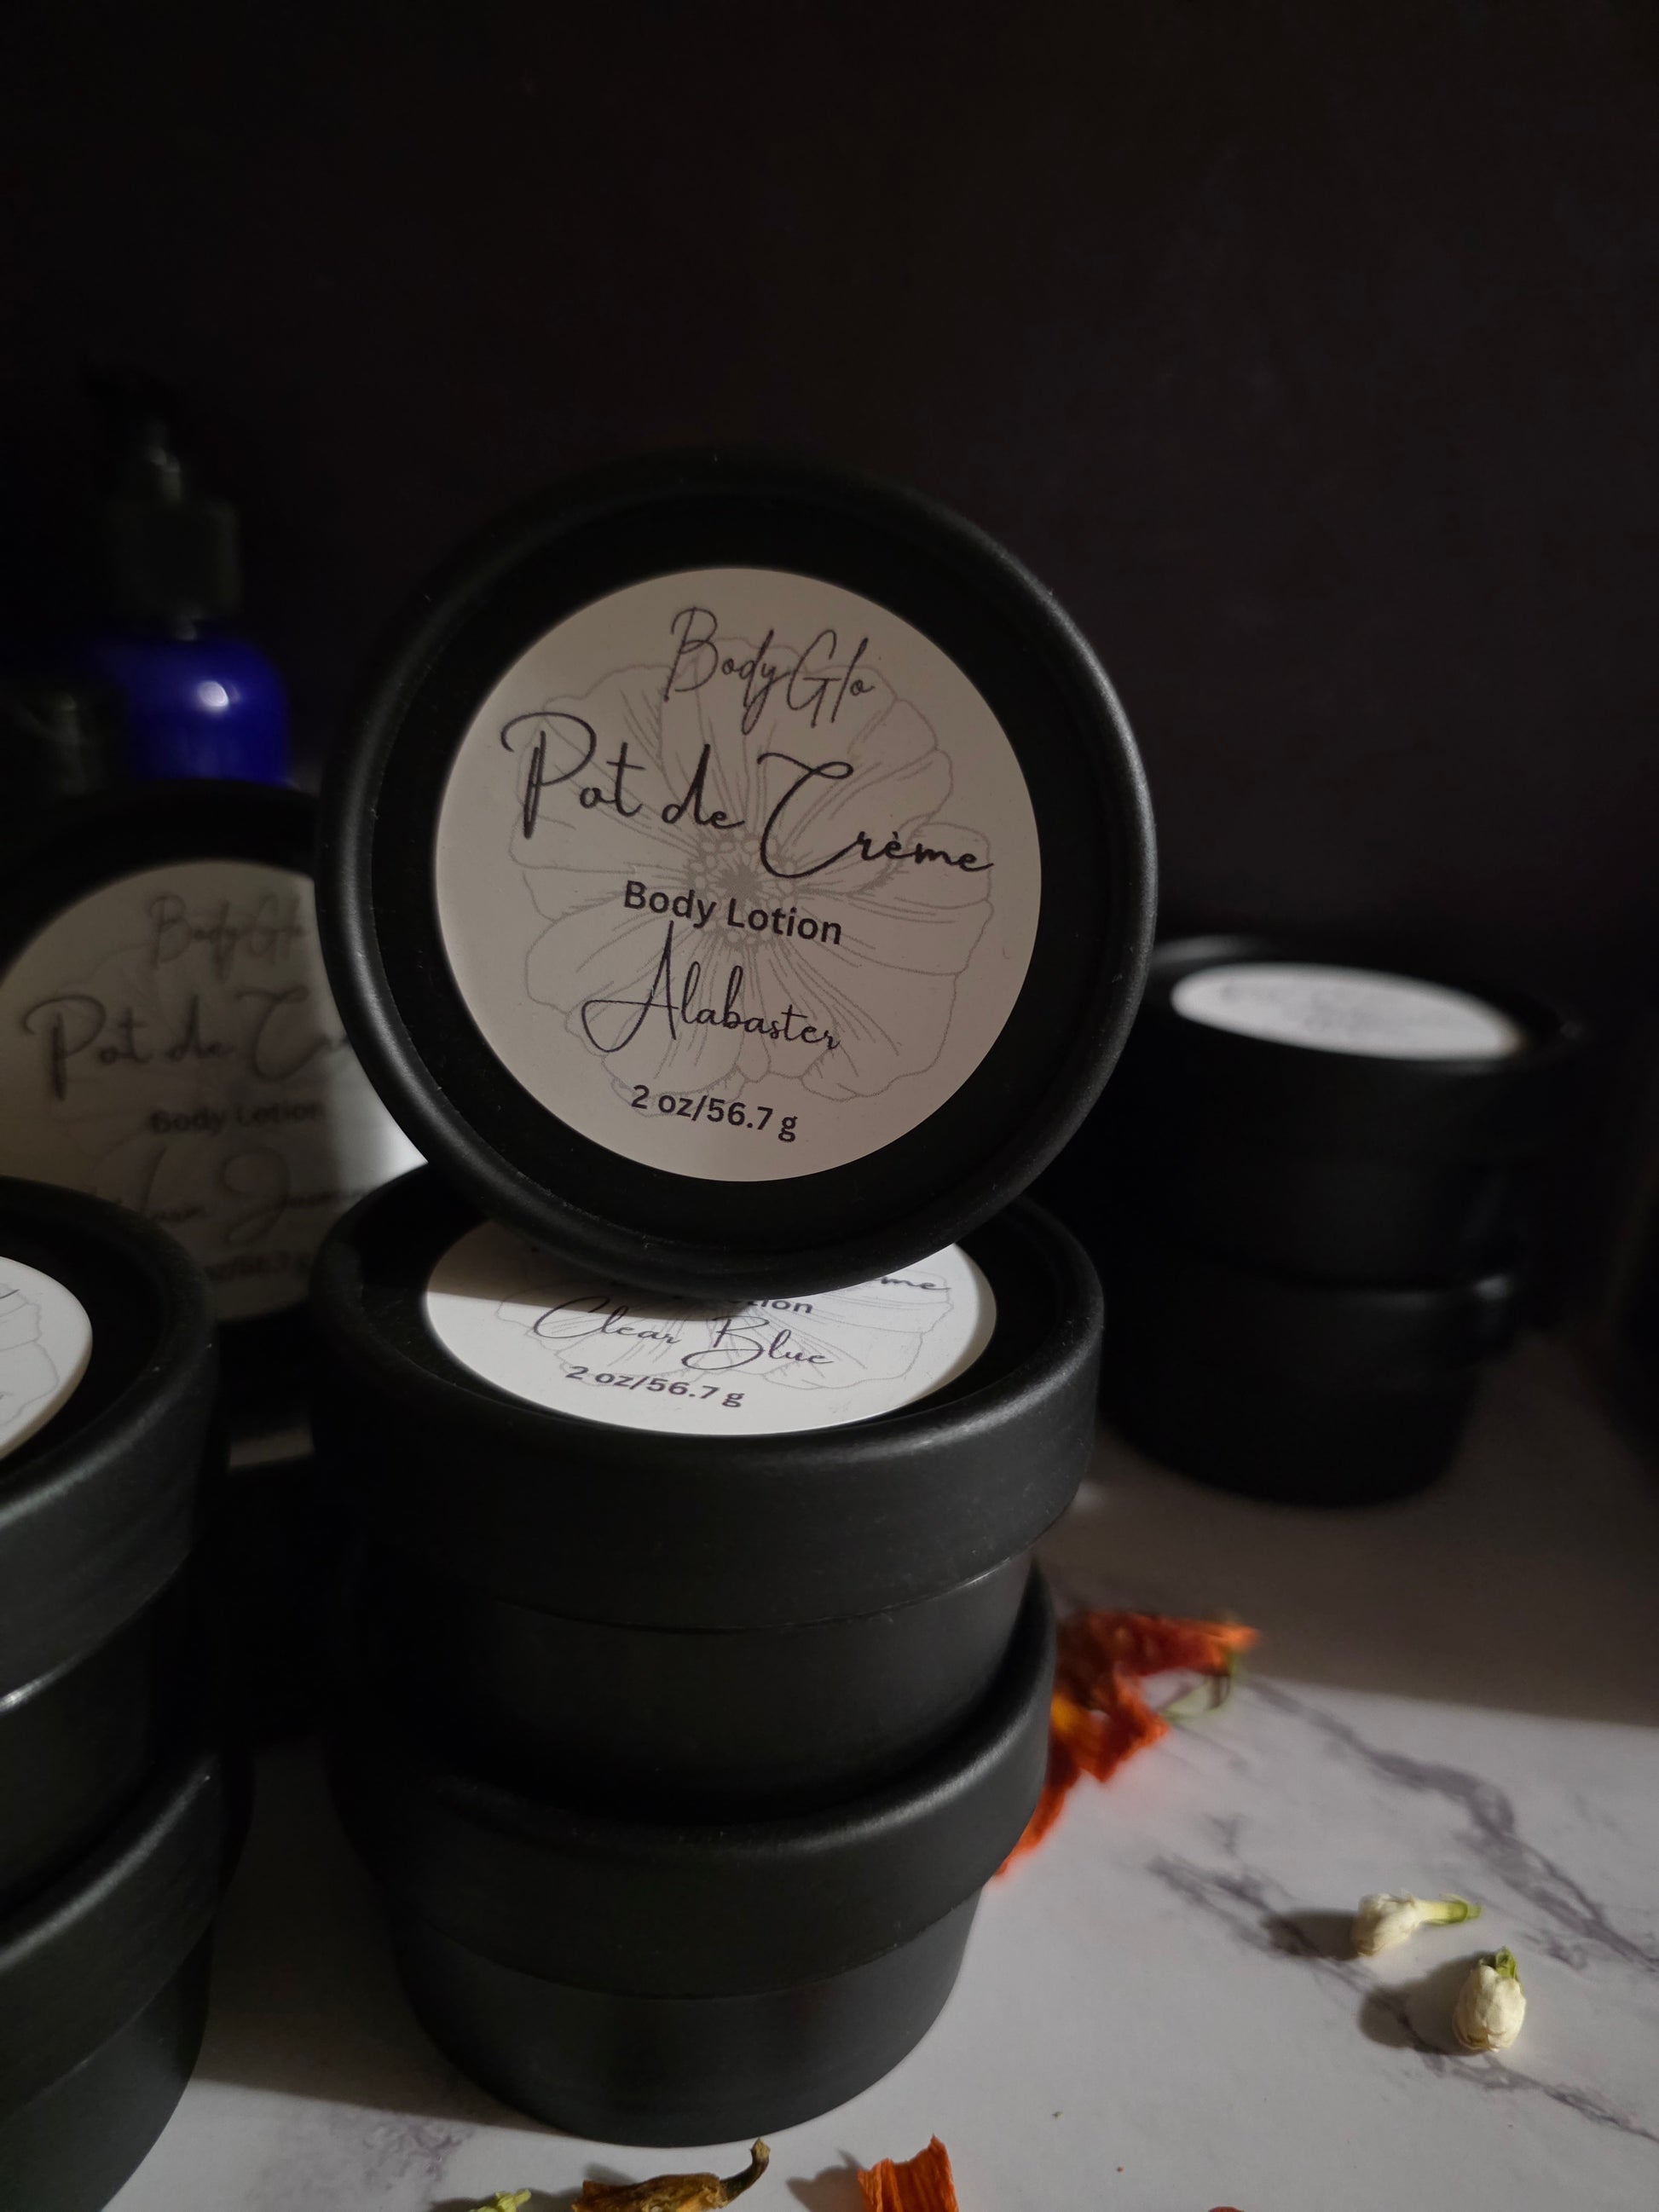 BodyGlo
Pot de Crème
Body Lotion
Alabaster
2 oz/56.7 g
BodyGlo
Pot de
Body Lotion
ème
Clear Blue
2 oz/56.7 g